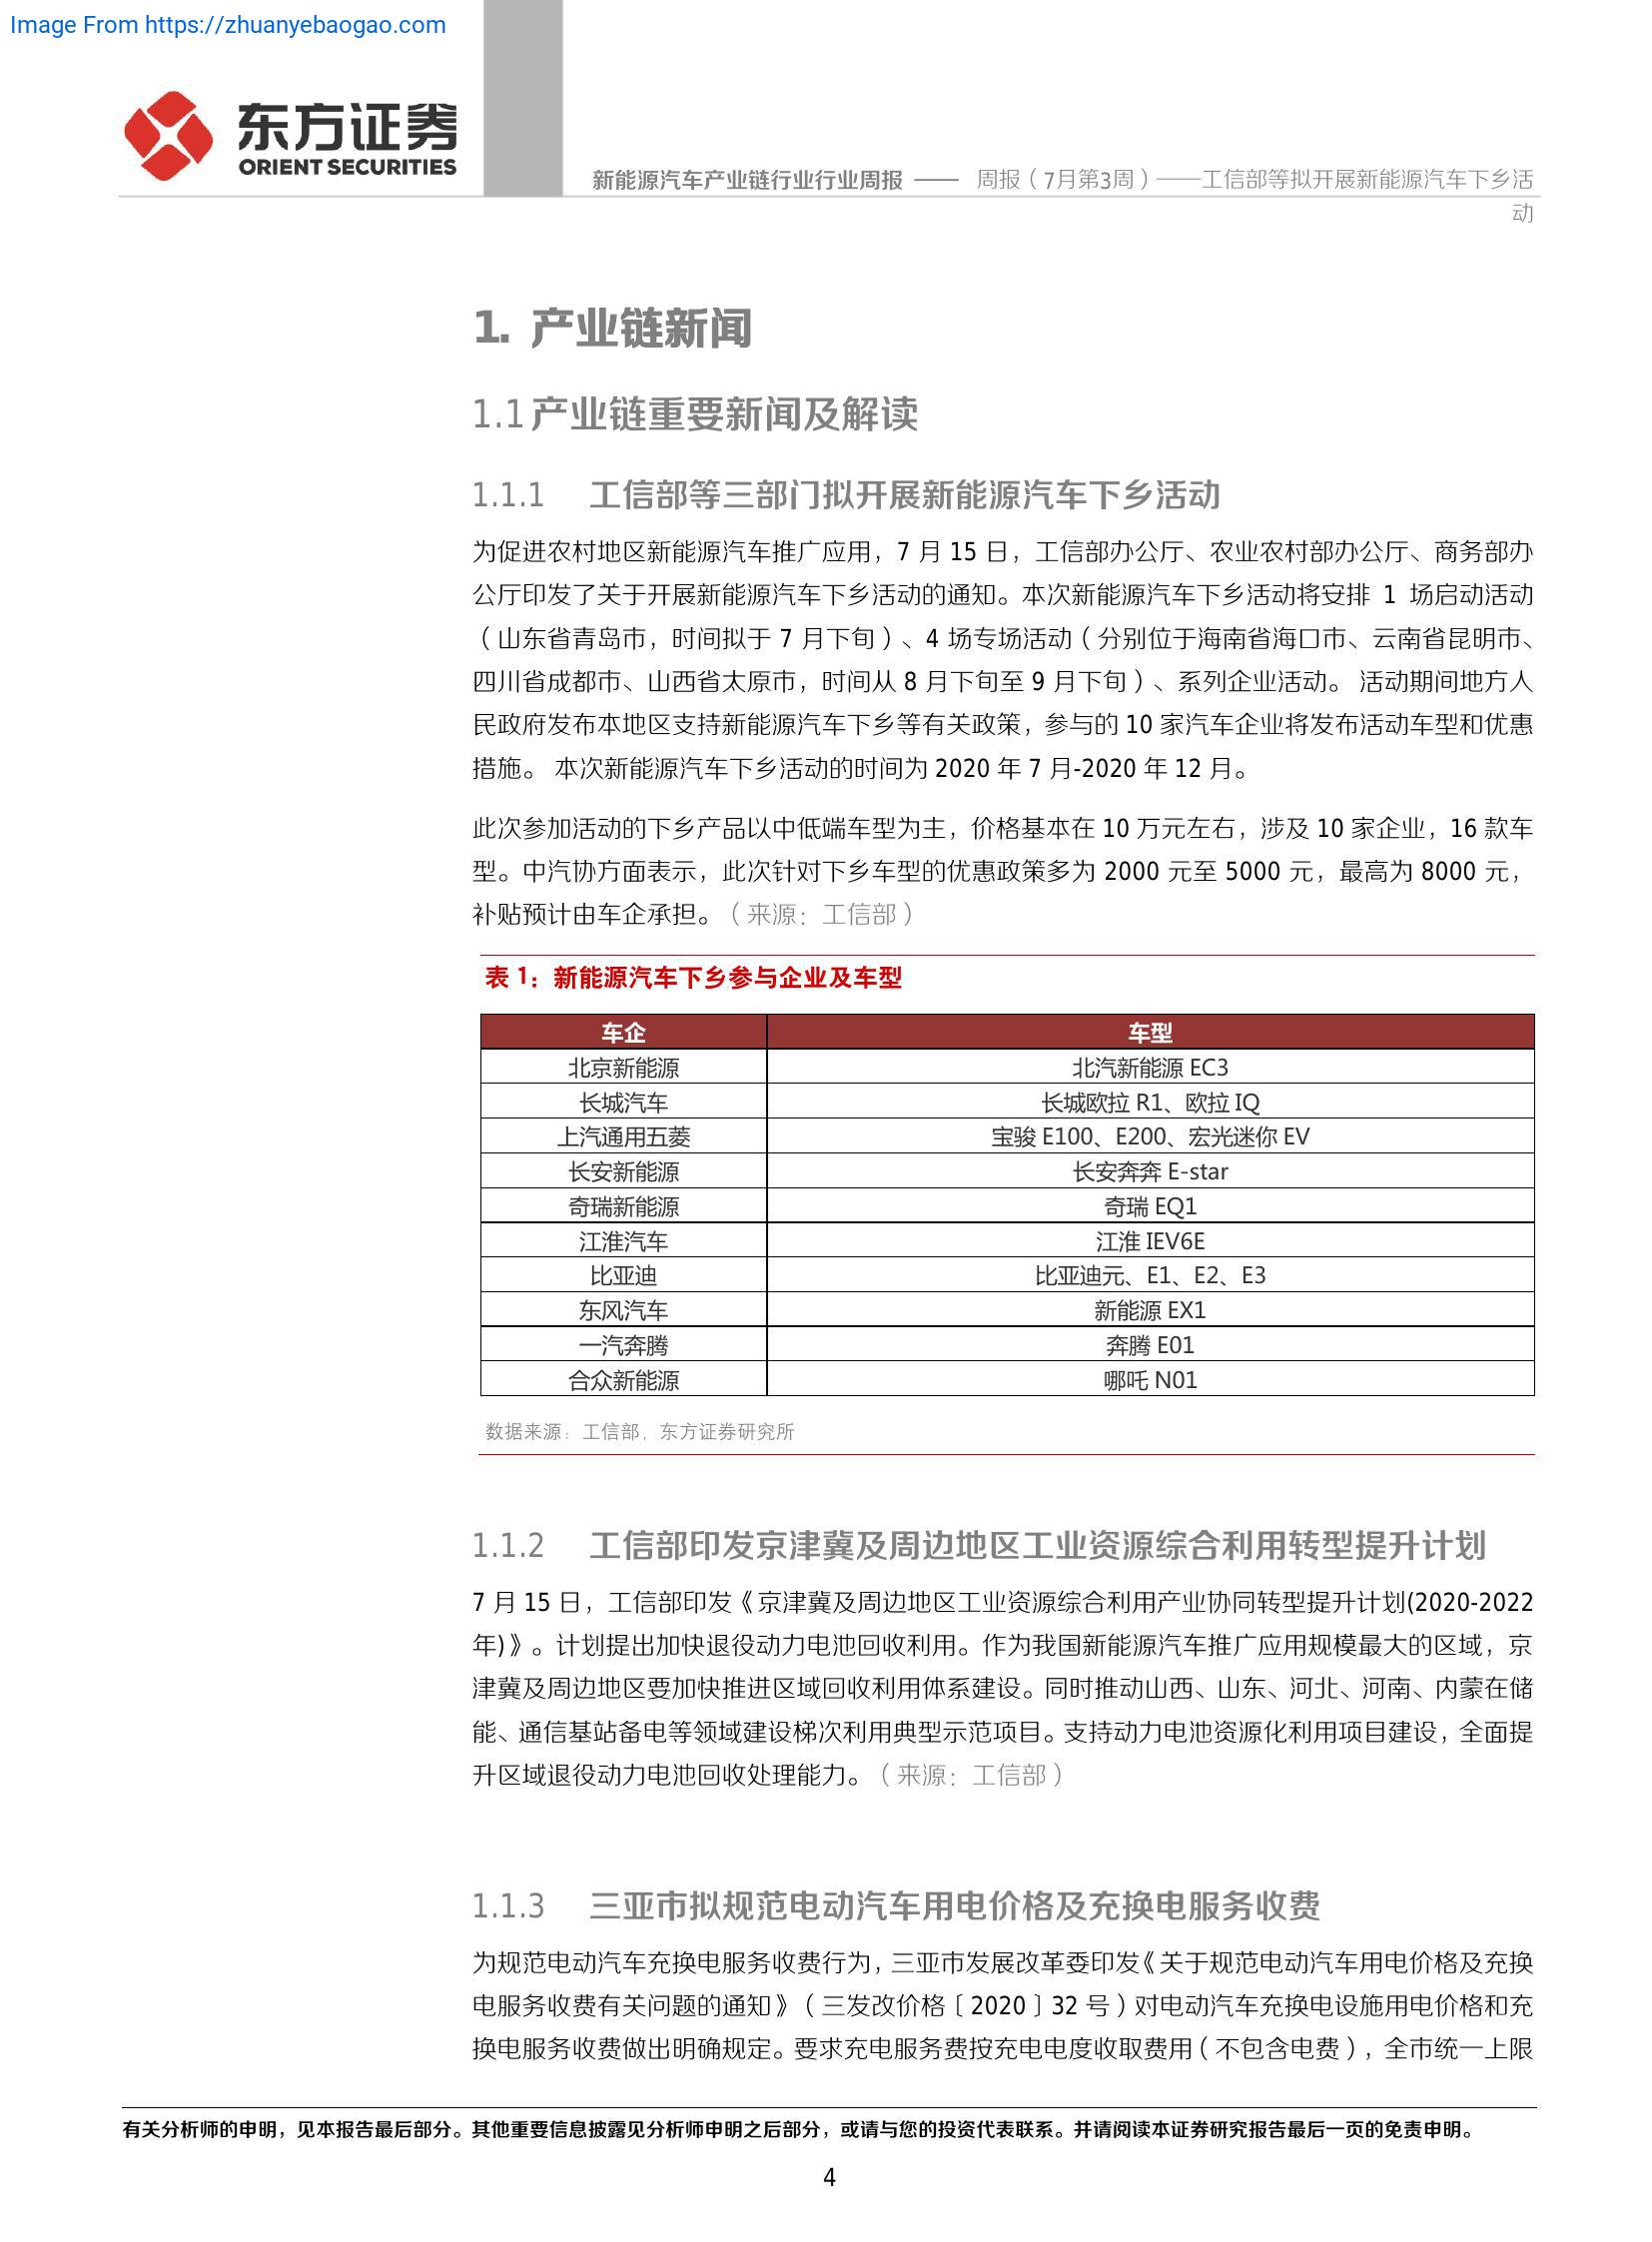 Image From https://zhuanyebaogao.com
东方证券
ORIENT SECURITIES
新能源汽车产业链行业行业周报 —— 周报（7月第3周）——工信部等拟开展新能源汽车下乡活
动
1. 产业链新闻
1.1产业链重要新闻及解读
1.1.1 工信部等三部门拟开展新能源汽车下乡活动
为促进农村地区新能源汽车推广应用，7 月 15 日，工信部办公厅、农业农村部办公厅、商务部办
公厅印发了关于开展新能源汽车下乡活动的通知。本次新能源汽车下乡活动将安排 1 场启动活动
（山东省青岛市，时间拟于 7 月下旬）、4 场专场活动（分别位于海南省海口市、云南省昆明市、
四川省成都市、山西省太原市，时间从 8 月下旬至 9 月下旬）、系列企业活动。 活动期间地方人
民政府发布本地区支持新能源汽车下乡等有关政策，参与的 10 家汽车企业将发布活动车型和优惠
措施。 本次新能源汽车下乡活动的时间为 2020 年 7 月-2020 年 12 月。
此次参加活动的下乡产品以中低端车型为主，价格基本在 10 万元左右，涉及 10 家企业，16 款车
型。中汽协方面表示，此次针对下乡车型的优惠政策多为 2000 元至 5000 元，最高为 8000 元，
补贴预计由车企承担。（来源：工信部）
表 1：新能源汽车下乡参与企业及车型
车企 车型
北京新能源 北汽新能源 EC3
长城汽车 长城欧拉 R1、欧拉 IQ
上汽通用五菱 宝骏 E100、E200、宏光迷你 EV
长安新能源 长安奔奔 E-star
奇瑞新能源 奇瑞 EQ1
江淮汽车 江淮 IEV6E
比亚迪 比亚迪元、E1、E2、E3
东风汽车 新能源 EX1
一汽奔腾 奔腾 E01
合众新能源 哪吒 N01
数据来源：工信部，东方证券研究所
1.1.2 工信部印发京津冀及周边地区工业资源综合利用转型提升计划
7 月 15 日，工信部印发《京津冀及周边地区工业资源综合利用产业协同转型提升计划(2020-2022
年)》。计划提出加快退役动力电池回收利用。作为我国新能源汽车推广应用规模最大的区域，京
津冀及周边地区要加快推进区域回收利用体系建设。同时推动山西、山东、河北、河南、内蒙在储
能、通信基站备电等领域建设梯次利用典型示范项目。支持动力电池资源化利用项目建设，全面提
升区域退役动力电池回收处理能力。（来源：工信部）
1.1.3 三亚市拟规范电动汽车用电价格及充换电服务收费
为规范电动汽车充换电服务收费行为，三亚市发展改革委印发《关于规范电动汽车用电价格及充换
电服务收费有关问题的通知》（三发改价格〔2020〕32 号）对电动汽车充换电设施用电价格和充
换电服务收费做出明确规定。要求充电服务费按充电电度收取费用（不包含电费），全市统一上限
有关分析师的申明，见本报告最后部分。其他重要信息披露见分析师申明之后部分，或请与您的投资代表联系。并请阅读本证券研究报告最后一页的免责申明。
4